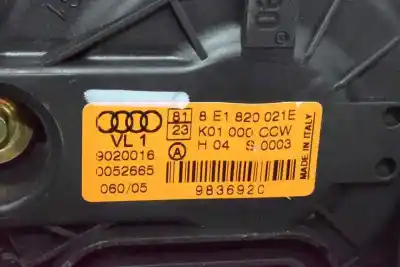 81 8 E1 820 021E
23 K01 000 CCW
VL 1
A H 04 S 0003
9020016
0052665
060/05
983692C
MADE IN ITALY